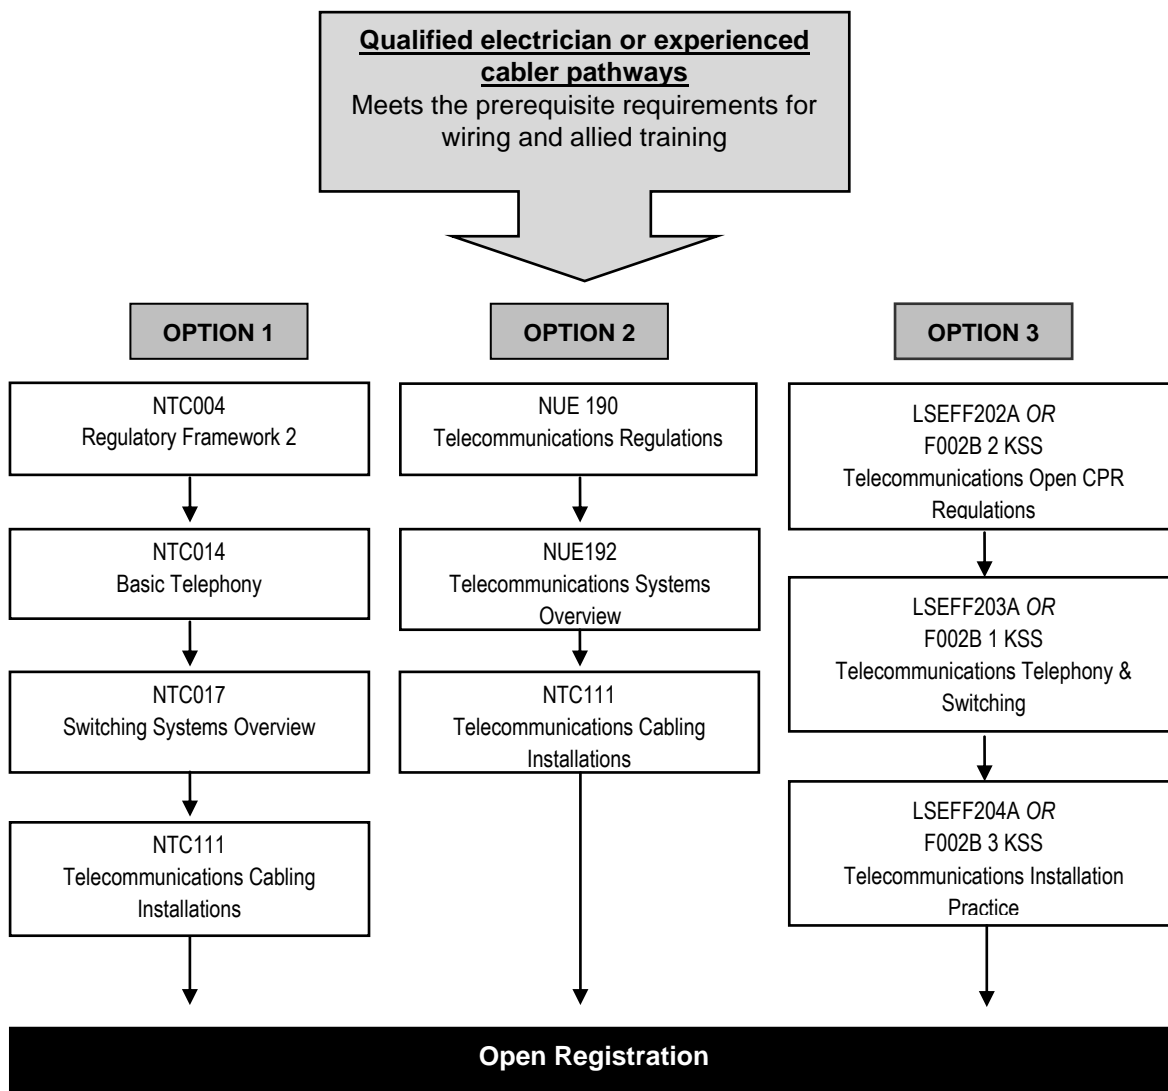 Qualified electrician or experienced
cabler pathways
Meets the prerequisite requirements for
wiring and allied training
OPTION 1
NTC004
Regulatory Framework 2
NTC014
Basic Telephony
NTC017
Switching Systems Overview
NTC111
Telecommunications Cabling
Installations
OPTION 2
NUE 190
Telecommunications Regulations
NUE192
Telecommunications Systems
Overview
NTC111
Telecommunications Cabling
Installations
OPTION 3
LSEFF202A OR
F002B 2 KSS
Telecommunications Open CPR
Regulations
LSEFF203A OR
F002B 1 KSS
Telecommunications Telephony &
Switching
LSEFF204A OR
F002B 3 KSS
Telecommunications Installation
Practice
Open Registration